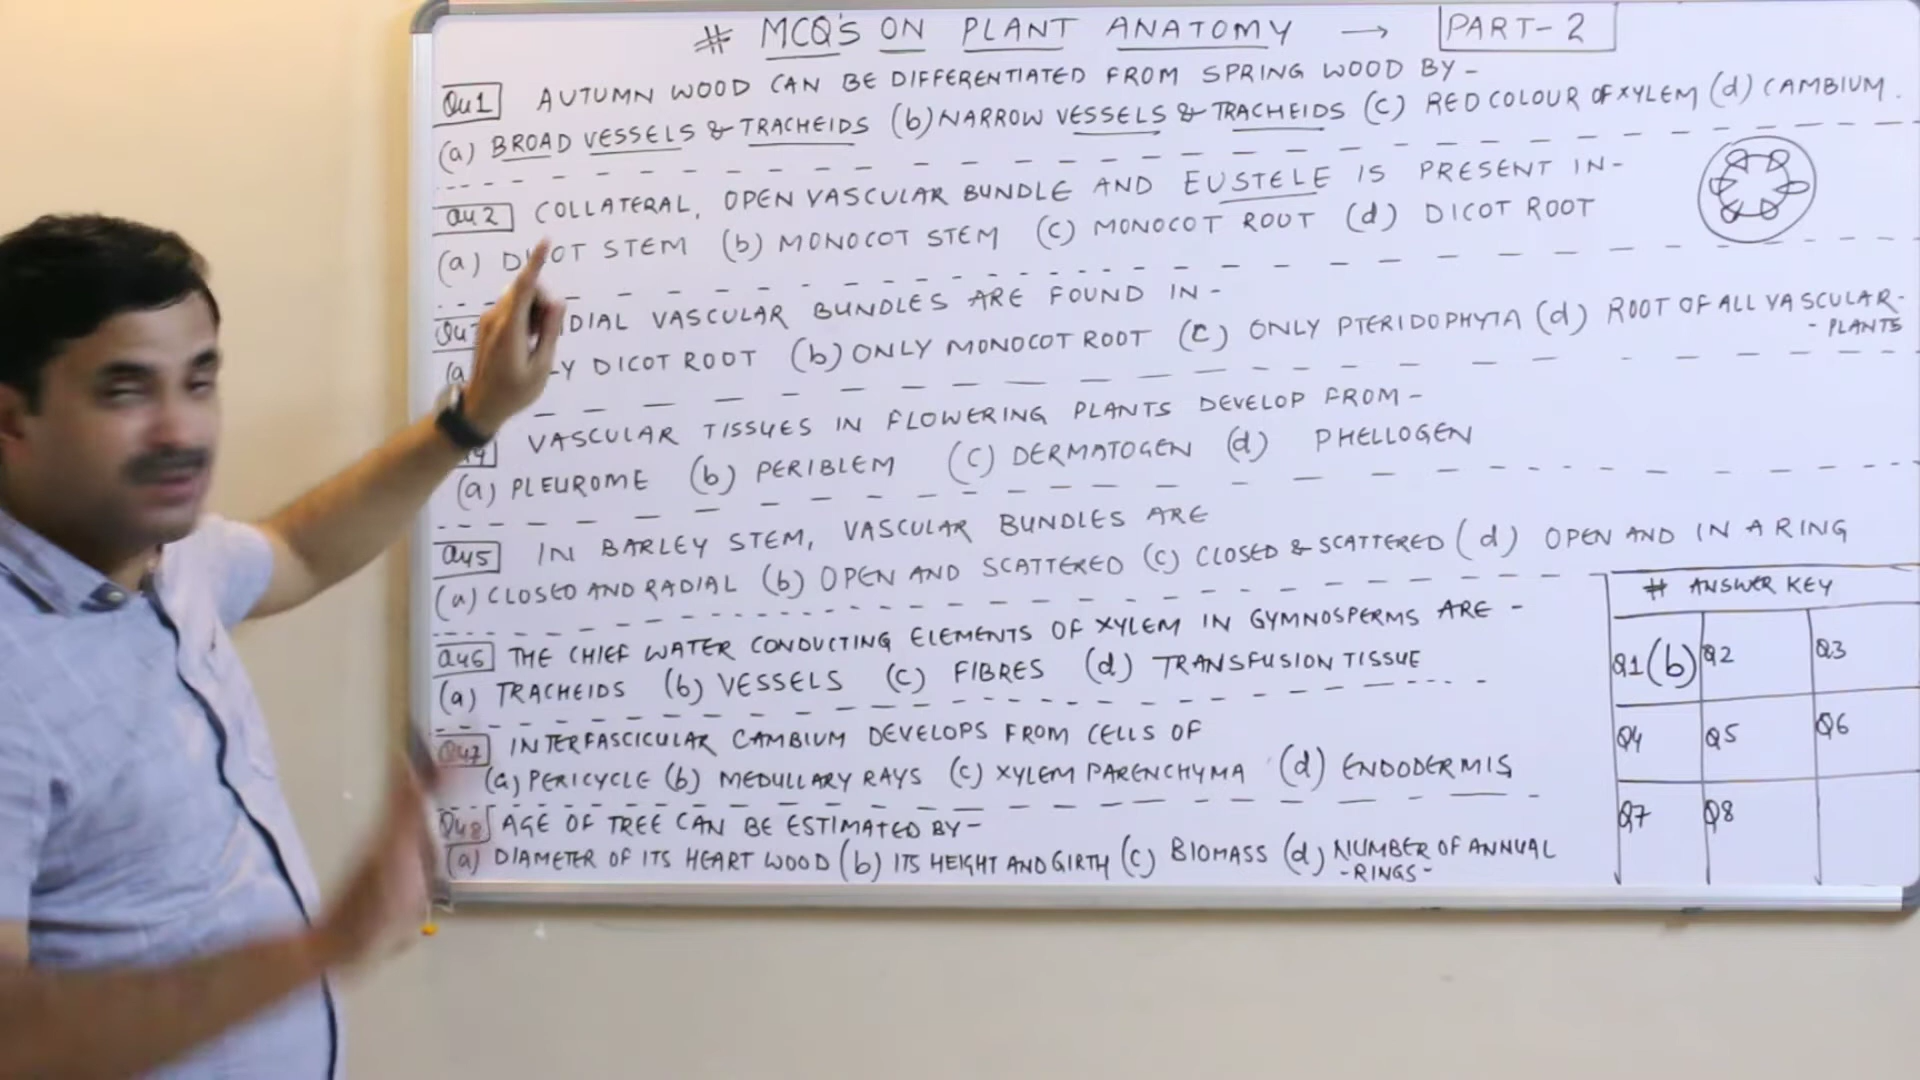 # MCQ'S ON PLANT ANATOMY → PART-2
Qu1 AUTUMN WOOD CAN BE DIFFERENTIATED FROM SPRING WOOD BY -
(a) BROAD VESSELS & TRACHEIDS (b) NARROW VESSELS & TRACHEIDS (c) RED COLOUR OF XYLEM (d) CAMBIUM.
Qu2 COLLATERAL, OPEN VASCULAR BUNDLE AND EUSTELE IS PRESENT IN-
(a) DICOT STEM (b) MONOCOT STEM (c) MONOCOT ROOT (d) DICOT ROOT
DIAL VASCULAR BUNDLES ARE FOUND IN -
(a LY DICOT ROOT (b) ONLY MONOCOT ROOT (c) ONLY PTERIDOPHYTA (d) ROOT OF ALL VASCULAR-
- PLANTS
VASCULAR TISSUES IN FLOWERING PLANTS DEVELOP FROM -
(a) PLEUROME (b) PERIBLEM (c) DERMATOGEN (d) PHELLOGEN
Qu5 IN BARLEY STEM, VASCULAR BUNDLES ARE
(a) CLOSED AND RADIAL (b) OPEN AND SCATTERED (c) CLOSED & SCATTERED (d) OPEN AND IN A RING
Qu6 THE CHIEF WATER CONDUCTING ELEMENTS OF XYLEM IN GYMNOSPERMS ARE -
(a) TRACHEIDS (b) VESSELS (c) FIBRES (d) TRANSFUSION TISSUE
Qu7 INTERFASCICULAR CAMBIUM DEVELOPS FROM CELLS OF
(a) PERICYCLE (b) MEDULLARY RAYS (c) XYLEM PARENCHYMA (d) ENDODERMIS
Qu8 AGE OF TREE CAN BE ESTIMATED BY-
(a) DIAMETER OF ITS HEART WOOD (b) ITS HEIGHT AND GIRTH (c) BIOMASS (d) NUMBER OF ANNUAL
-RINGS-
# ANSWER KEY
Q1 (b) Q2 Q3
Q4 Q5 Q6
Q7 Q8